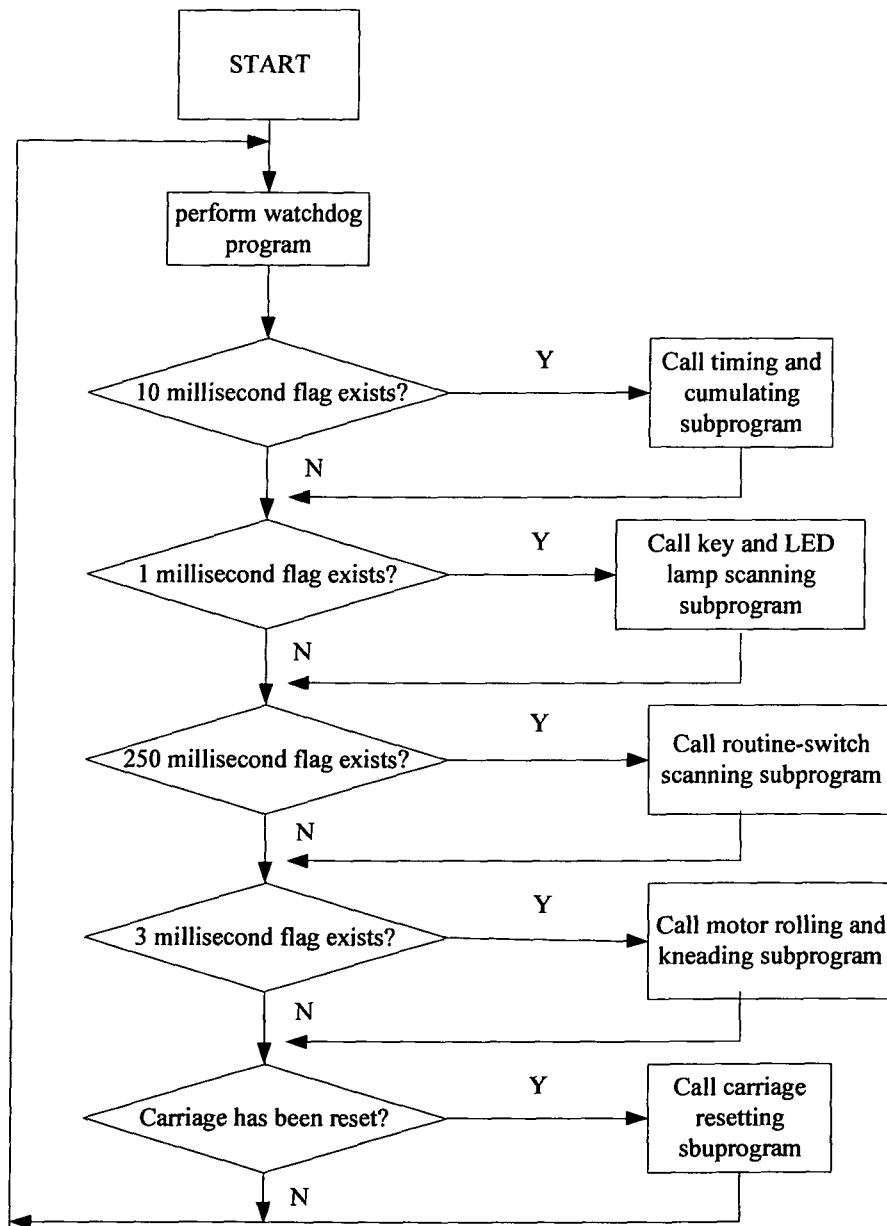 START
perform watchdog
program
10 millisecond flag exists?
Y
Call timing and
cumulating
subprogram
N
1 millisecond flag exists?
Y
Call key and LED
lamp scanning
subprogram
N
250 millisecond flag exists?
Y
Call routine-switch
scanning subprogram
N
3 millisecond flag exists?
Y
Call motor rolling and
kneading subprogram
N
Carriage has been reset?
Y
Call carriage
resetting
sbuprogram
N